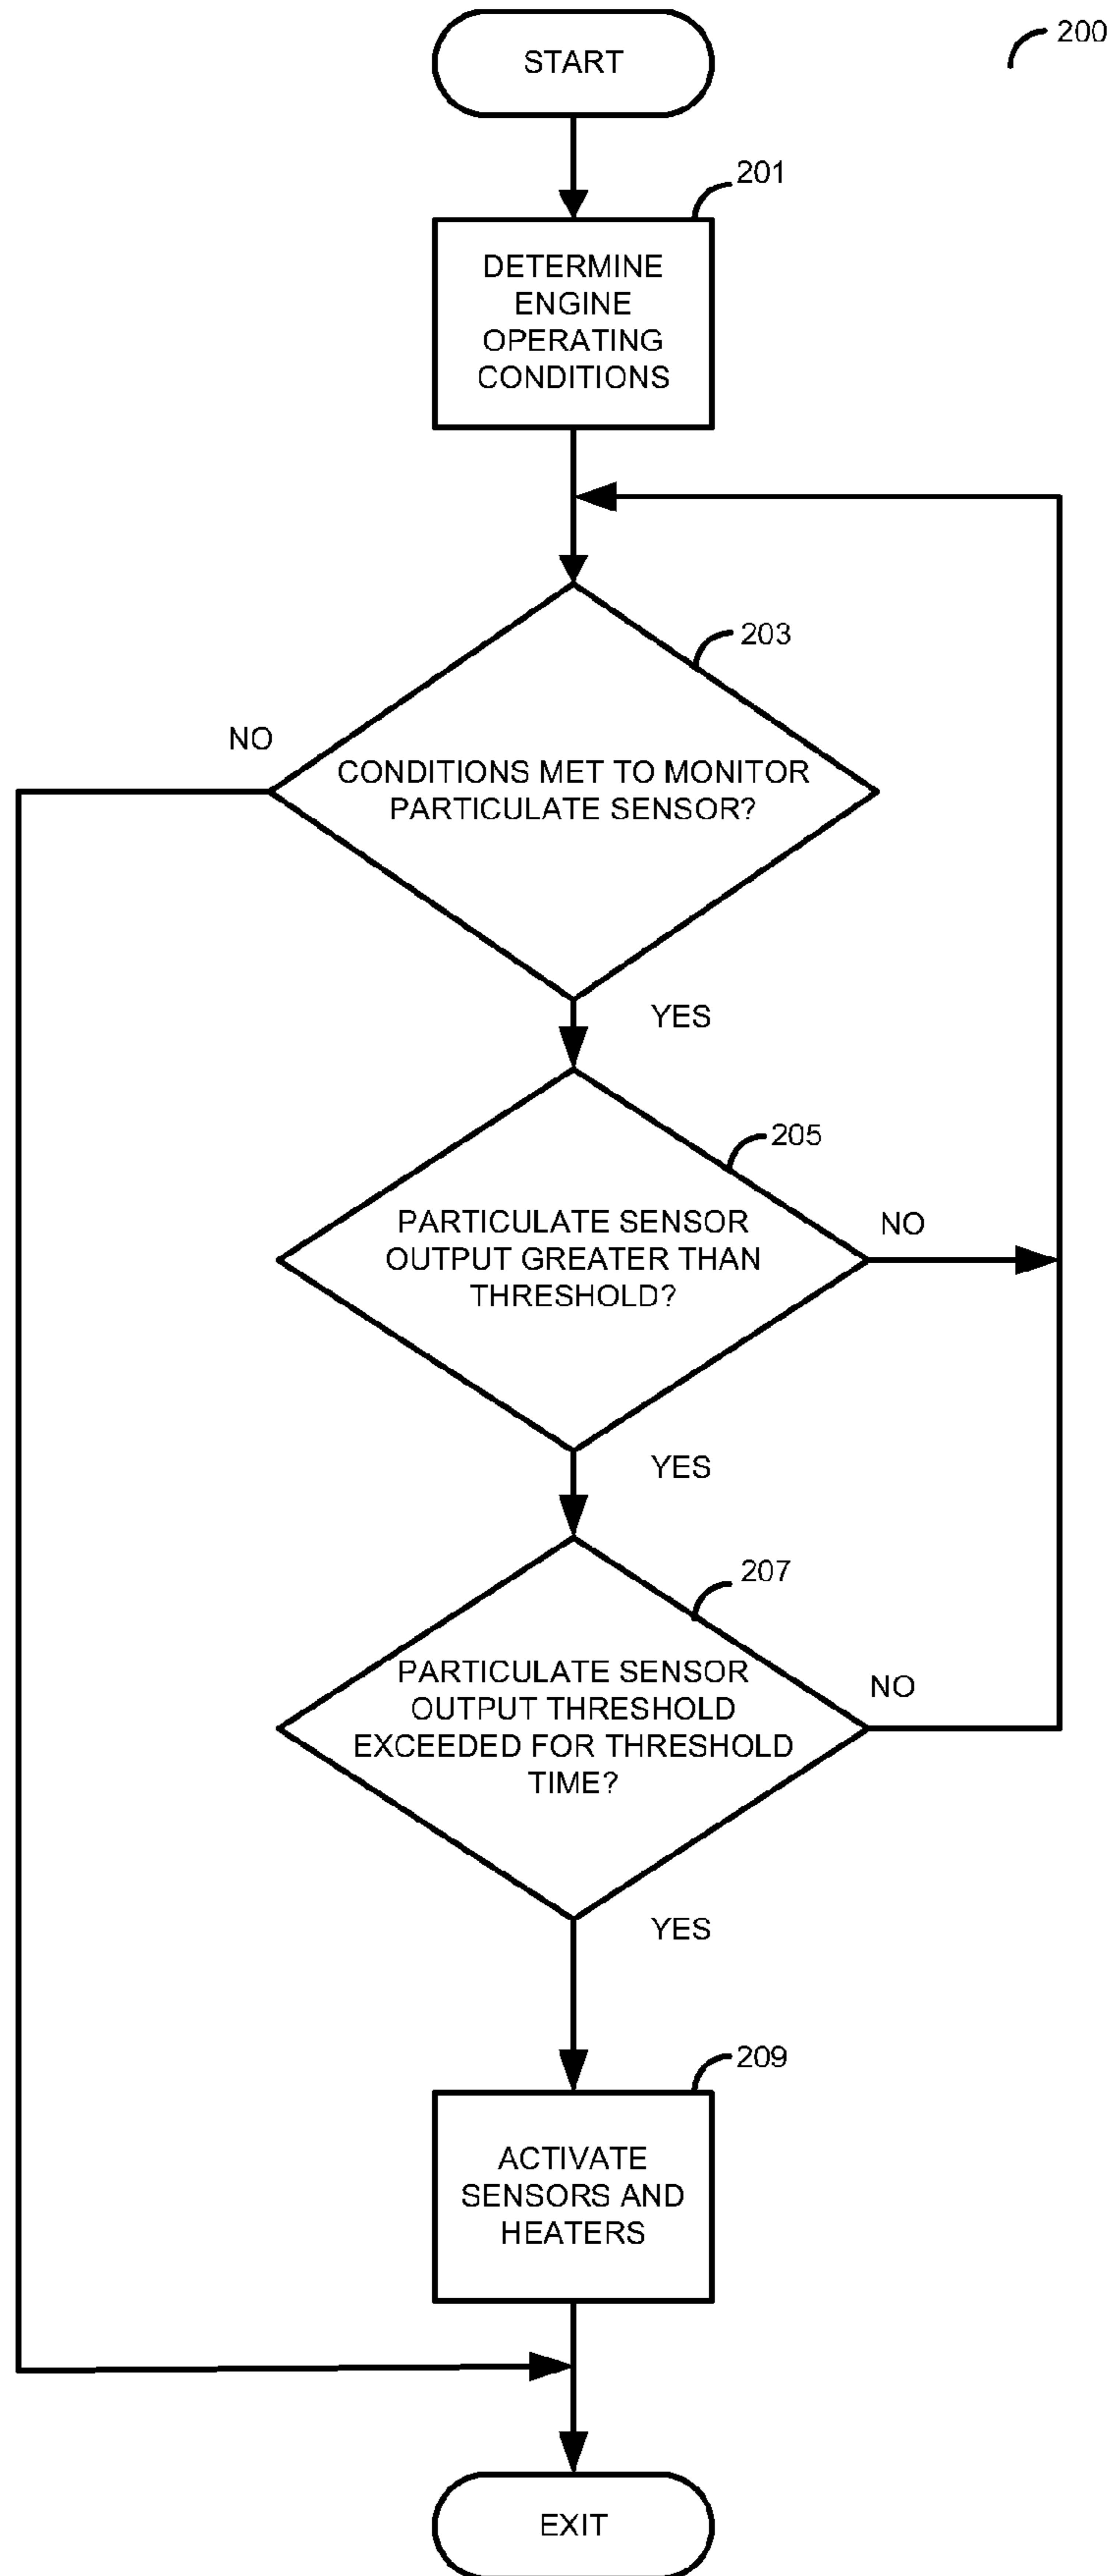 START
200
201
DETERMINE
ENGINE
OPERATING
CONDITIONS
203
NO
CONDITIONS MET TO MONITOR
PARTICULATE SENSOR?
YES
205
PARTICULATE SENSOR
OUTPUT GREATER THAN
THRESHOLD?
NO
YES
207
PARTICULATE SENSOR
OUTPUT THRESHOLD
EXCEEDED FOR THRESHOLD
TIME?
NO
YES
209
ACTIVATE
SENSORS AND
HEATERS
EXIT